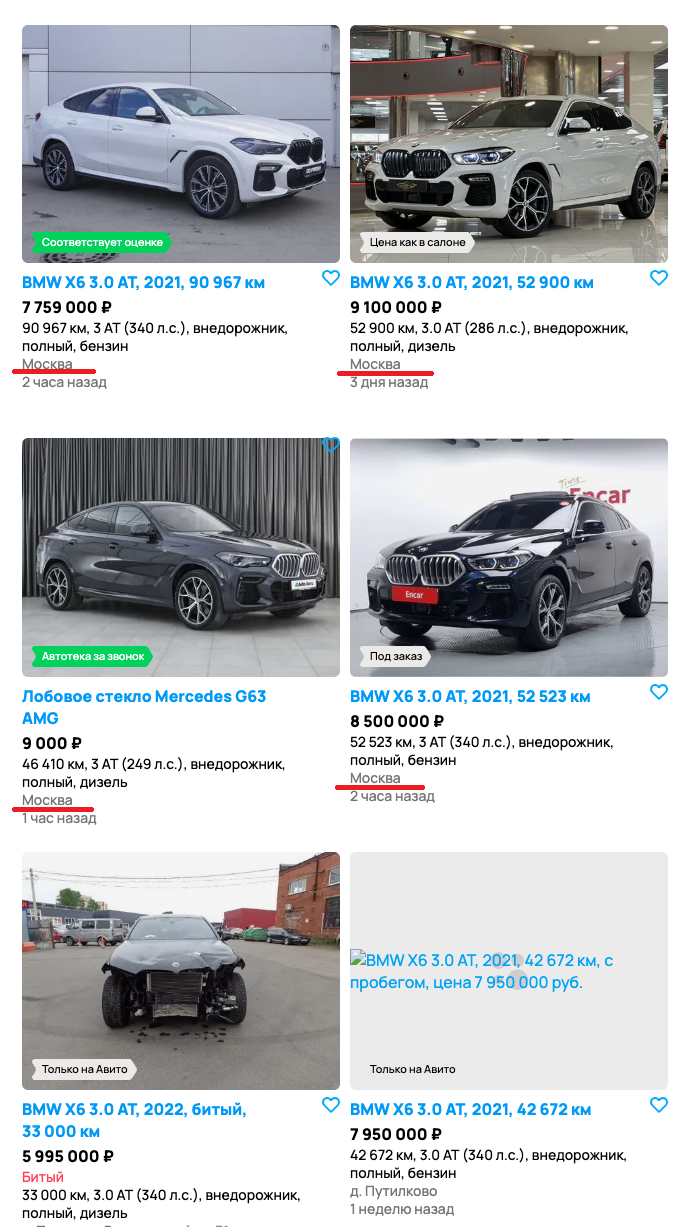 Соответствует оценке
BMW X6 3.0 AT, 2021, 90 967 км
7 759 000 ₽
90 967 км, 3 AT (340 л.с.), внедорожник,
полный, бензин
Москва
2 часа назад
Цена как в салоне
BMW X6 3.0 AT, 2021, 52 900 км
9 100 000 ₽
52 900 км, 3.0 AT (286 л.с.), внедорожник,
полный, дизель
Москва
3 дня назад
Автотека за звонок
Лобовое стекло Mercedes G63
AMG
9 000 ₽
46 410 км, 3 AT (249 л.с.), внедорожник,
полный, дизель
Москва
1 час назад
Encar
Encar
Под заказ
BMW X6 3.0 AT, 2021, 52 523 км
8 500 000 ₽
52 523 км, 3 AT (340 л.с.), внедорожник,
полный, бензин
Москва
2 часа назад
Только на Авито
BMW X6 3.0 AT, 2022, битый,
33 000 км
5 995 000 ₽
Битый
33 000 км, 3.0 AT (340 л.с.), внедорожник,
полный, дизель
BMW X6 3.0 AT, 2021, 42 672 км, с
пробегом, цена 7 950 000 руб.
Только на Авито
BMW X6 3.0 AT, 2021, 42 672 км
7 950 000 ₽
42 672 км, 3.0 AT (340 л.с.), внедорожник,
полный, бензин
д. Путилково
1 неделю назад